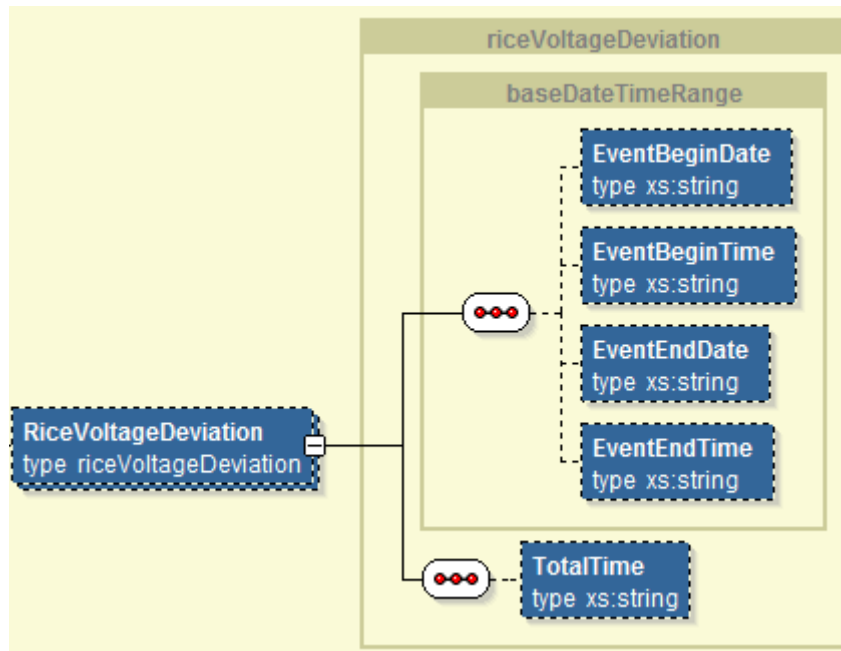 riceVoltageDeviation
baseDateTimeRange
EventBeginDate
type xs:string
EventBeginTime
type xs:string
EventEndDate
type xs:string
EventEndTime
type xs:string
RiceVoltageDeviation
type riceVoltageDeviation
TotalTime
type xs:string